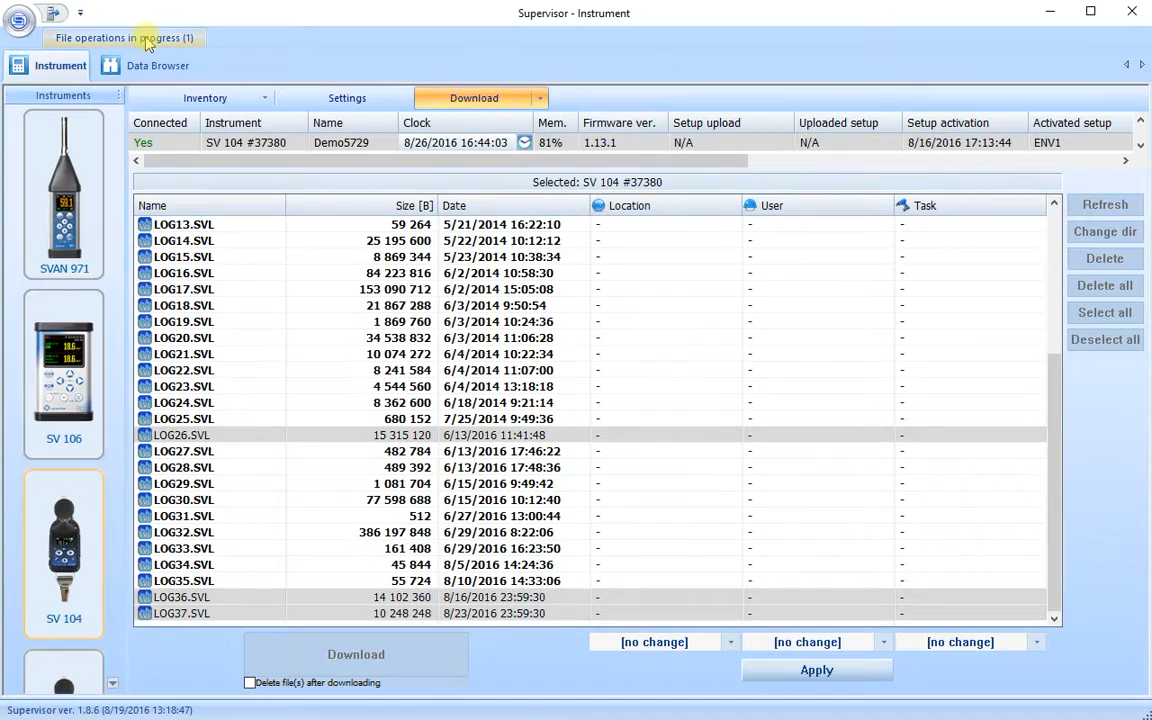 Supervisor - Instrument
File operations in progress (1)
Instrument
Data Browser
Instruments
Inventory
Settings
Download
Connected Instrument Name Clock Mem. Firmware ver. Setup upload Uploaded setup Setup activation Activated setup
Yes SV 104 #37380 Demo5729 8/26/2016 16:44:03 81% 1.13.1 N/A N/A 8/16/2016 17:13:44 ENV1
Selected: SV 104 #37380
Name Size [B] Date Location User Task
LOG13.SVL 59 264 5/21/2014 16:22:10 - - -
LOG14.SVL 25 195 600 5/22/2014 10:12:12 - - -
LOG15.SVL 8 869 344 5/23/2014 10:38:34 - - -
LOG16.SVL 84 223 816 6/2/2014 10:58:30 - - -
LOG17.SVL 153 090 712 6/2/2014 15:05:08 - - -
LOG18.SVL 21 867 288 6/3/2014 9:50:54 - - -
LOG19.SVL 1 869 760 6/3/2014 10:24:36 - - -
LOG20.SVL 34 538 832 6/3/2014 11:06:28 - - -
LOG21.SVL 10 074 272 6/4/2014 10:22:34 - - -
LOG22.SVL 8 241 584 6/4/2014 11:07:00 - - -
LOG23.SVL 4 544 560 6/4/2014 13:18:18 - - -
LOG24.SVL 8 362 600 6/18/2014 9:21:14 - - -
LOG25.SVL 680 152 7/25/2014 9:49:36 - - -
LOG26.SVL 15 315 120 6/13/2016 11:41:48 - - -
LOG27.SVL 482 784 6/13/2016 17:46:22 - - -
LOG28.SVL 489 392 6/13/2016 17:48:36 - - -
LOG29.SVL 1 081 704 6/15/2016 9:49:42 - - -
LOG30.SVL 77 598 688 6/15/2016 10:12:40 - - -
LOG31.SVL 512 6/27/2016 13:00:44 - - -
LOG32.SVL 386 197 848 6/29/2016 8:22:06 - - -
LOG33.SVL 161 408 6/29/2016 16:23:50 - - -
LOG34.SVL 45 844 8/5/2016 14:24:36 - - -
LOG35.SVL 55 724 8/10/2016 14:33:06 - - -
LOG36.SVL 14 102 360 8/16/2016 23:59:30 - - -
LOG37.SVL 10 248 248 8/23/2016 23:59:30 - - -
Refresh
Change dir
Delete
Delete all
Select all
Deselect all
SVAN 971
SV 106
SV 104
[no change] [no change] [no change]
Download
Apply
Delete file(s) after downloading
Supervisor ver. 1.8.6 (8/19/2016 13:18:47)